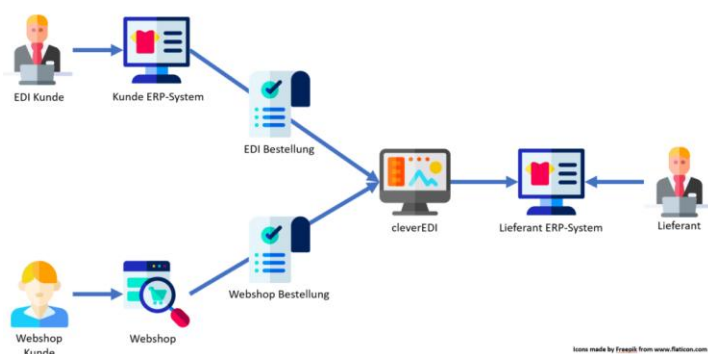 EDI Kunde
Kunde ERP-System
EDI Bestellung
cleverEDI
Lieferant ERP-System
Lieferant
Webshop Bestellung
Webshop
Kunde
Webshop
Icons made by Freepik from www.flaticon.com